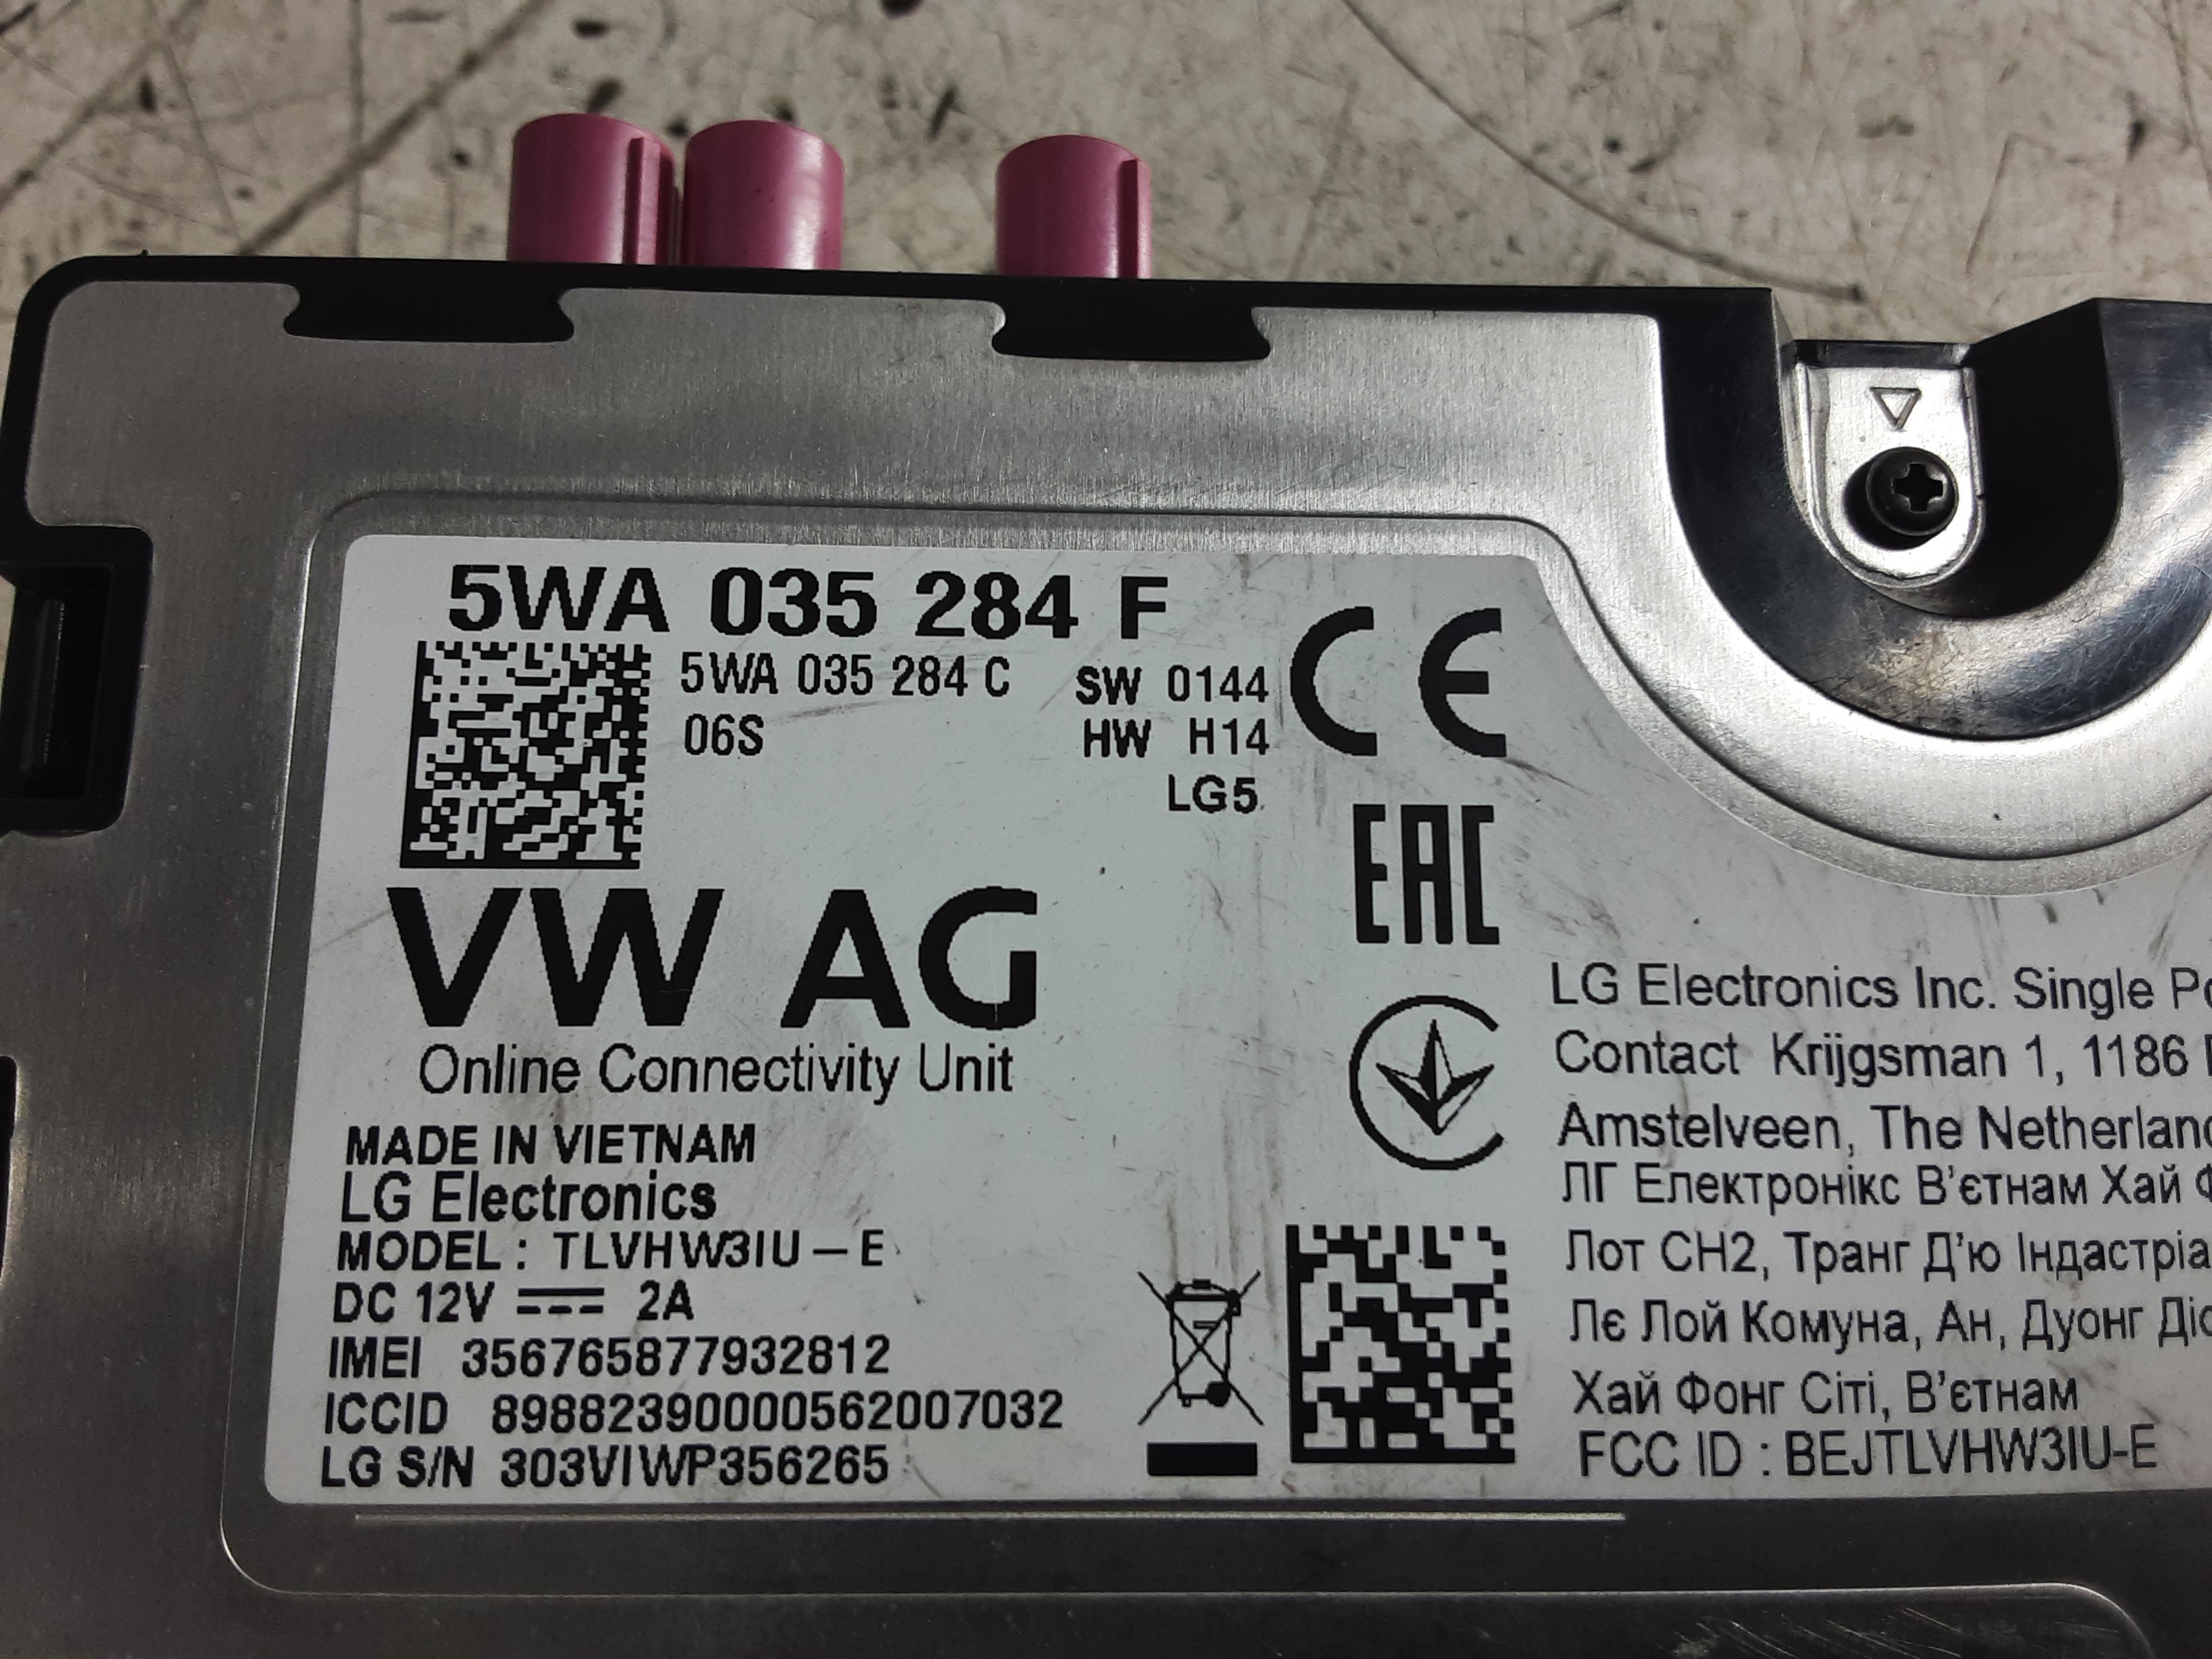 5WA 035 284 F
5WA 035 284 C SW 0144
06S HW H14
LG5
CE
EAC
VW AG
Online Connectivity Unit
MADE IN VIETNAM
LG Electronics
MODEL : TLVHW3IU – E
DC 12V 2A
IMEI 356765877932812
ICCID 89882390000562007032
LG S/N 303VIWP356265
LG Electronics Inc. Single
Contact Krijgsman 1, 1186
Amstelveen, The
ЛГ Електронікс В'єтнам Хай
Лот CH2, Транг Д'ю
Лє Лой Комуна, Ан, Дуонг
Хай Фонг Сіті, В'єтнам
FCC ID : BEJTLVHW3IU-E